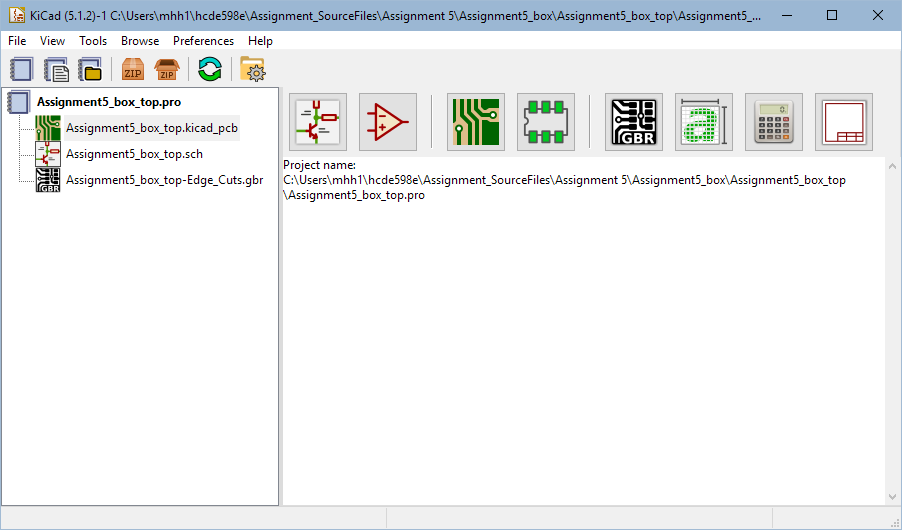 KiCad (5.1.2)-1 C:\Users\mhh1\hcde598e\Assignment_SourceFiles\Assignment 5\Assignment5_box\Assignment5_box_top\Assignment5_...
File View Tools Browse Preferences Help
ZIP ZIP
Assignment5_box_top.pro
Assignment5_box_top.kicad_pcb
Assignment5_box_top.sch
GBR Assignment5_box_top-Edge_Cuts.gbr
GBR a 0.
Project name:
C:\Users\mhh1\hcde598e\Assignment_SourceFiles\Assignment 5\Assignment5_box\Assignment5_box_top
\Assignment5_box_top.pro